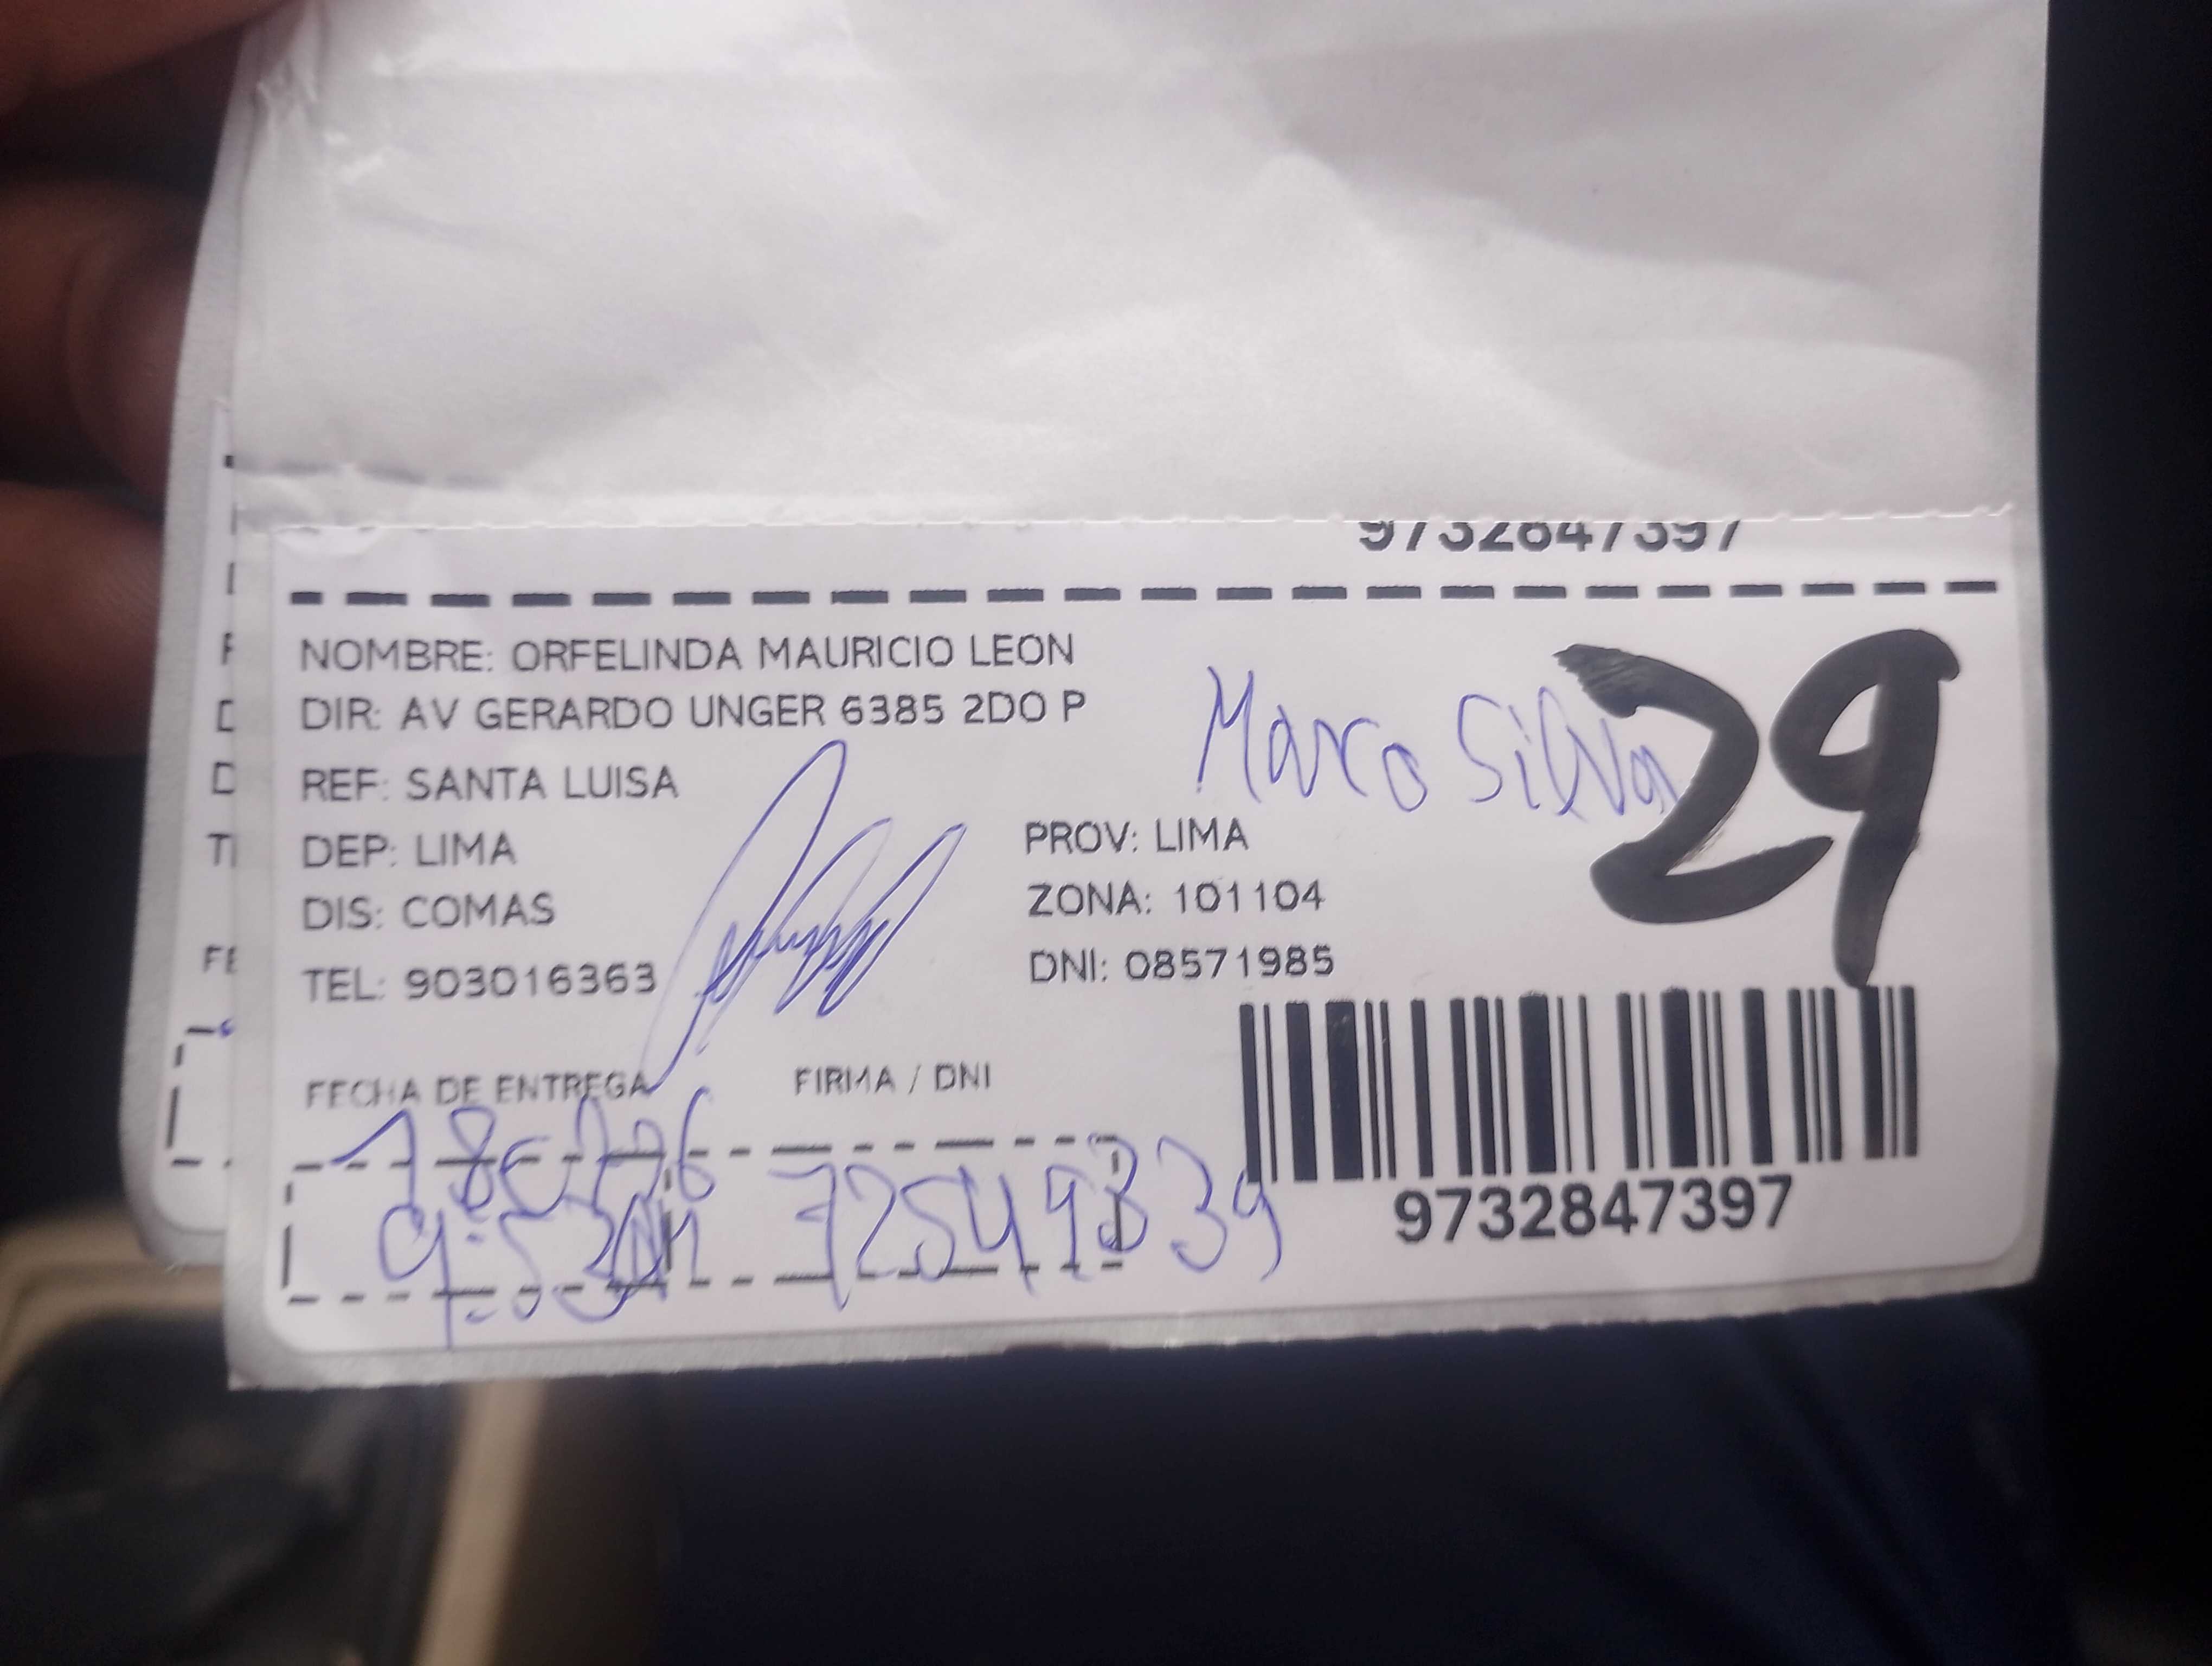 9732847397
NOMBRE: ORFELINDA MAURICIO LEON
DIR: AV GERARDO UNGER 6385 2DO P
Marco Silva
29
REF: SANTA LUISA
DEP: LIMA
PROV: LIMA
DIS: COMAS
ZONA: 101104
TEL: 903016363
DNI: 08571985
FECHA DE ENTREGA
FIRMA / DNI
72549339
9732847397